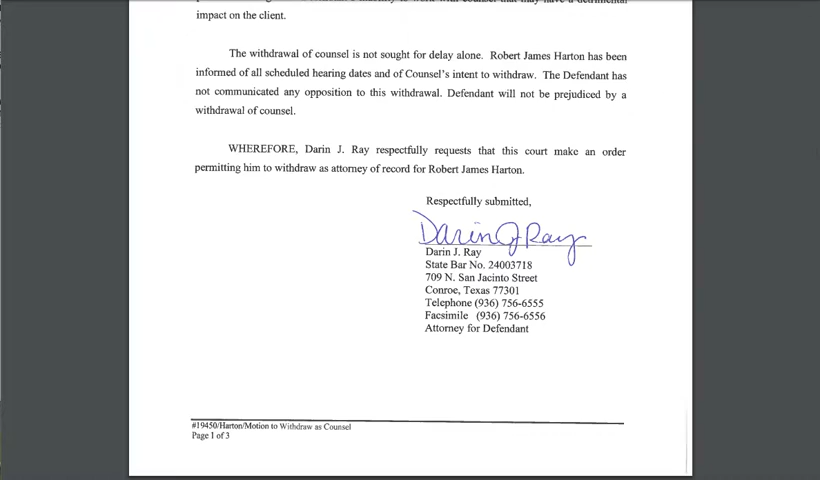 impact on the client.
The withdrawal of counsel is not sought for delay alone. Robert James Harton has been
informed of all scheduled hearing dates and of Counsel's intent to withdraw. The Defendant has
not communicated any opposition to this withdrawal. Defendant will not be prejudiced by a
withdrawal of counsel.
WHEREFORE, Darin J. Ray respectfully requests that this court make an order
permitting him to withdraw as attorney of record for Robert James Harton.
Respectfully submitted,
Darin J Ray
Darin J. Ray
State Bar No. 24003718
709 N. San Jacinto Street
Conroe, Texas 77301
Telephone (936) 756-6555
Facsimile (936) 756-6556
Attorney for Defendant
#19450/Harton/Motion to Withdraw as Counsel
Page 1 of 3